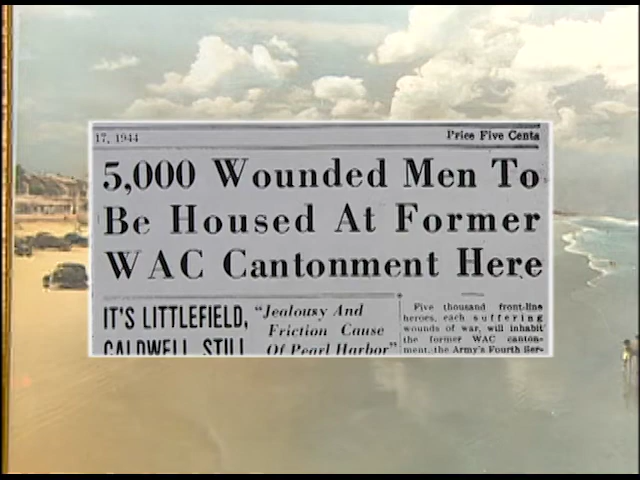 17, 1944
Price Five Cents
5,000 Wounded Men To
Be Housed At Former
WAC Cantonment Here
IT'S LITTLEFIELD,
CALDWELL STILL
"Jealousy And
Friction Cause
Of Pearl Harbor"
Five thousand front-line
heroes, each suffering
wounds of war, will inhabit
the former WAC canton-
ment, the Army's Fourth Ser-